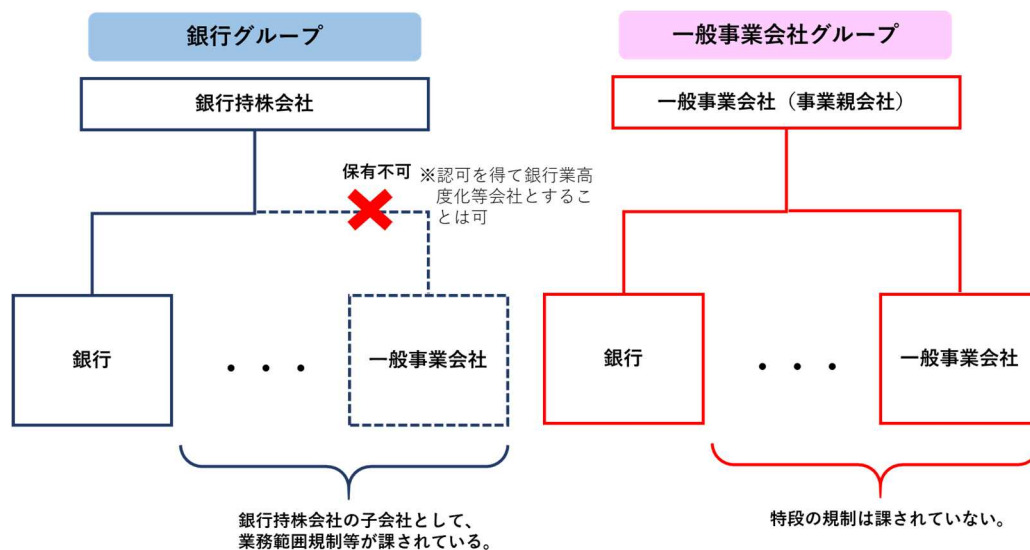 銀行グループ
銀行持株会社
保有不可
※認可を得て銀行業高
度化等会社とするこ
とは可
銀行
・・・
一般事業会社
銀行持株会社の子会社として、
業務範囲規制等が課されている。
一般事業会社グループ
一般事業会社（事業親会社）
銀行
・・・
一般事業会社
特段の規制は課されていない。